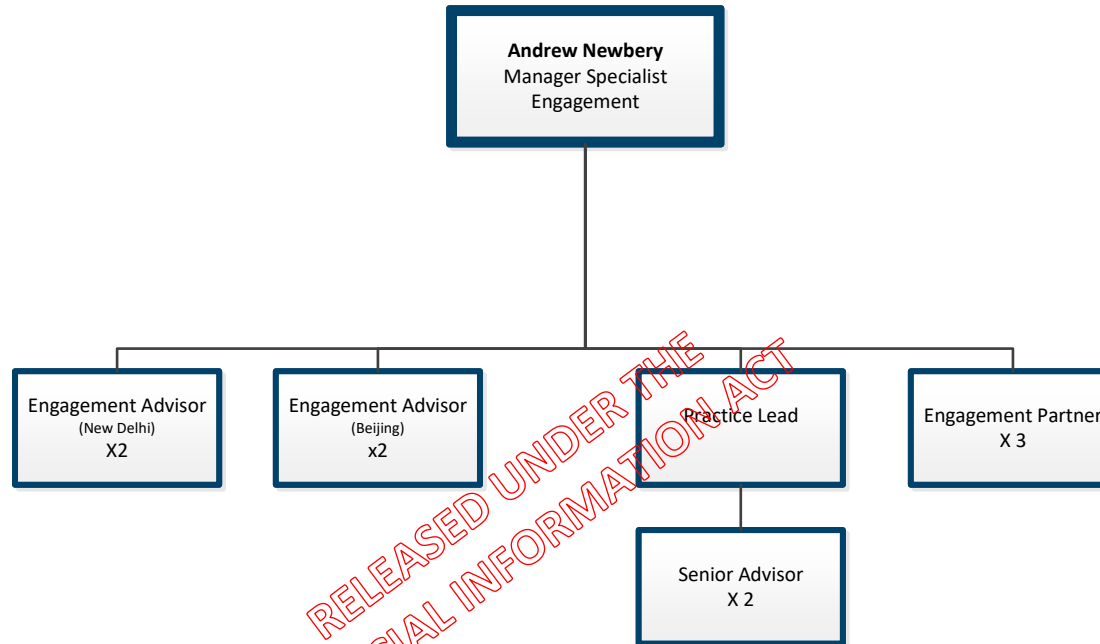 Andrew Newbery
Manager Specialist
Engagement
Engagement Advisor
(New Delhi)
X2
Engagement Advisor
(Beijing)
x2
Practice Lead
Engagement Partner
X 3
Senior Advisor
X 2
RELEASED UNDER THE
CIAL INFORMATION ACT